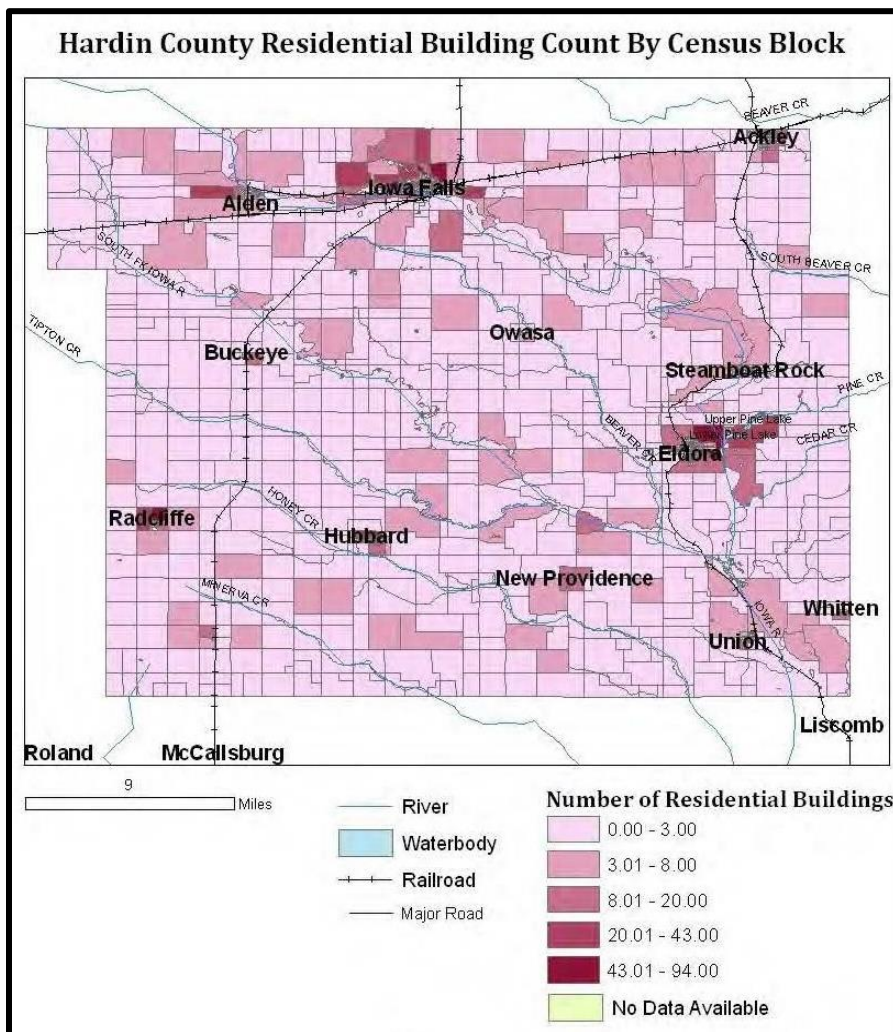 Hardin County Residential Building Count By Census Block
BEAVER CR
Ackley
Iowa Falls
Alden
SOUTH FK IOWA R
SOUTH BEAVER CR
TIPTON CR
Owasa
Buckeye
Steamboat Rock
PINE CR
Upper Pine Lake
Lower Pine Lake
CEDAR CR
BEAVER CR
Eldora
Radcliffe
HONEY CR
Hubbard
New Providence
MINERVA CR
IOWA R
Whitten
Union
Liscomb
Roland
McCallsburg
9
Miles
River
Waterbody
Railroad
Major Road
Number of Residential Buildings
0.00 - 3.00
3.01 - 8.00
8.01 - 20.00
20.01 - 43.00
43.01 - 94.00
No Data Available